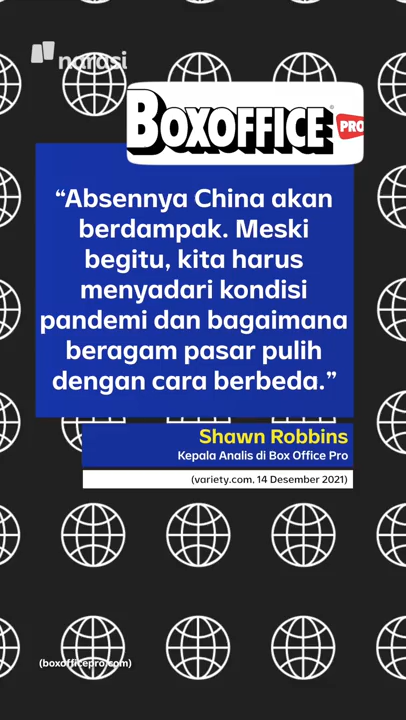 narasi
BOXOFFICE
PRO
“Absennya China akan
berdampak. Meski
begitu, kita harus
menyadari kondisi
pandemi dan bagaimana
beragam pasar pulih
dengan cara berbeda.”
Shawn Robbins
Kepala Analis di Box Office Pro
(variety.com, 14 Desember 2021)
(boxofficepro.com)